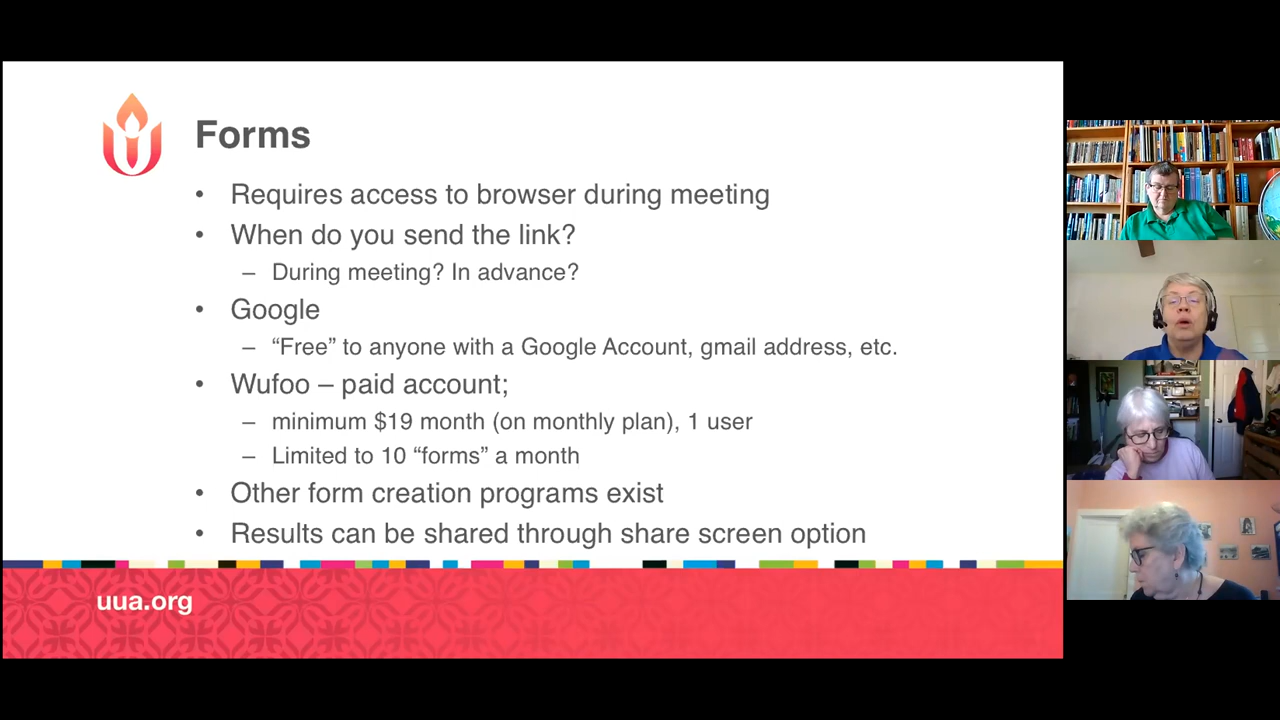 Forms
• Requires access to browser during meeting
• When do you send the link?
– During meeting? In advance?
• Google
– “Free” to anyone with a Google Account, gmail address, etc.
• Wufoo – paid account;
– minimum $19 month (on monthly plan), 1 user
– Limited to 10 “forms” a month
• Other form creation programs exist
• Results can be shared through share screen option
uua.org